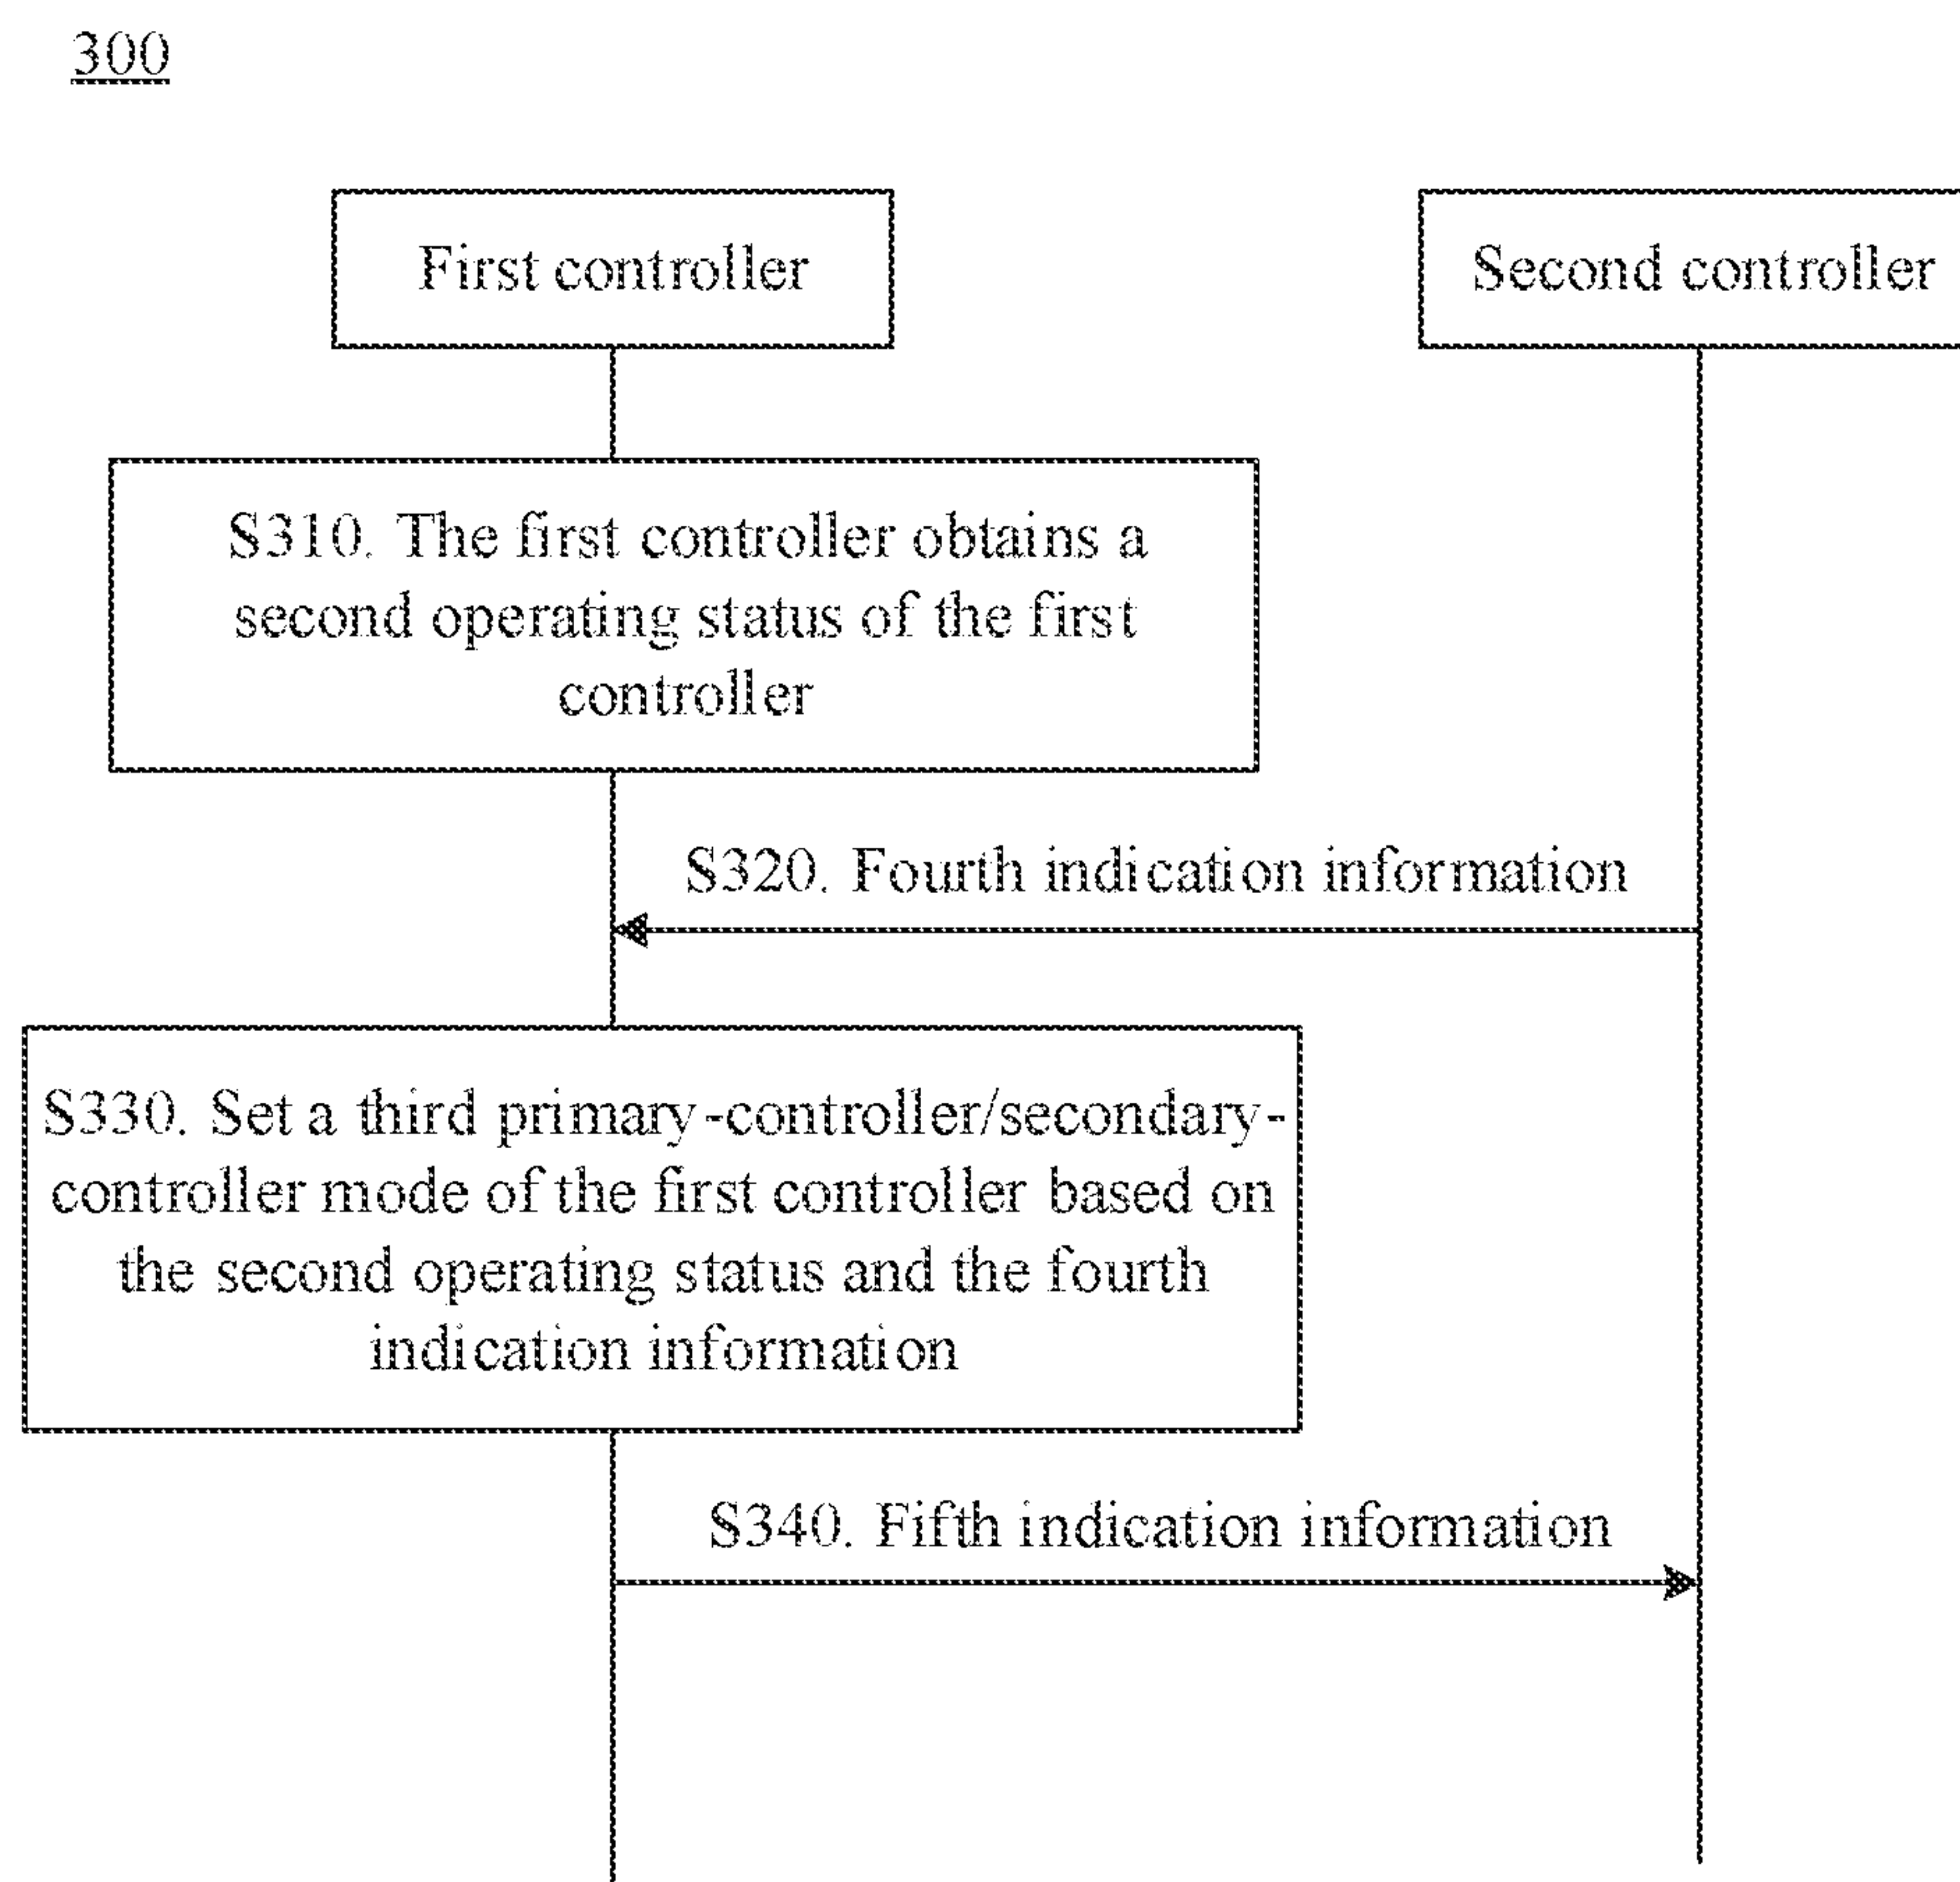 300
First controller
Second controller
S310. The first controller obtains a
second operating status of the first
controller
S320. Fourth indication information
S330. Set a third primary-controller/secondary-
controller mode of the first controller based on
the second operating status and the fourth
indication information
S340. Fifth indication information